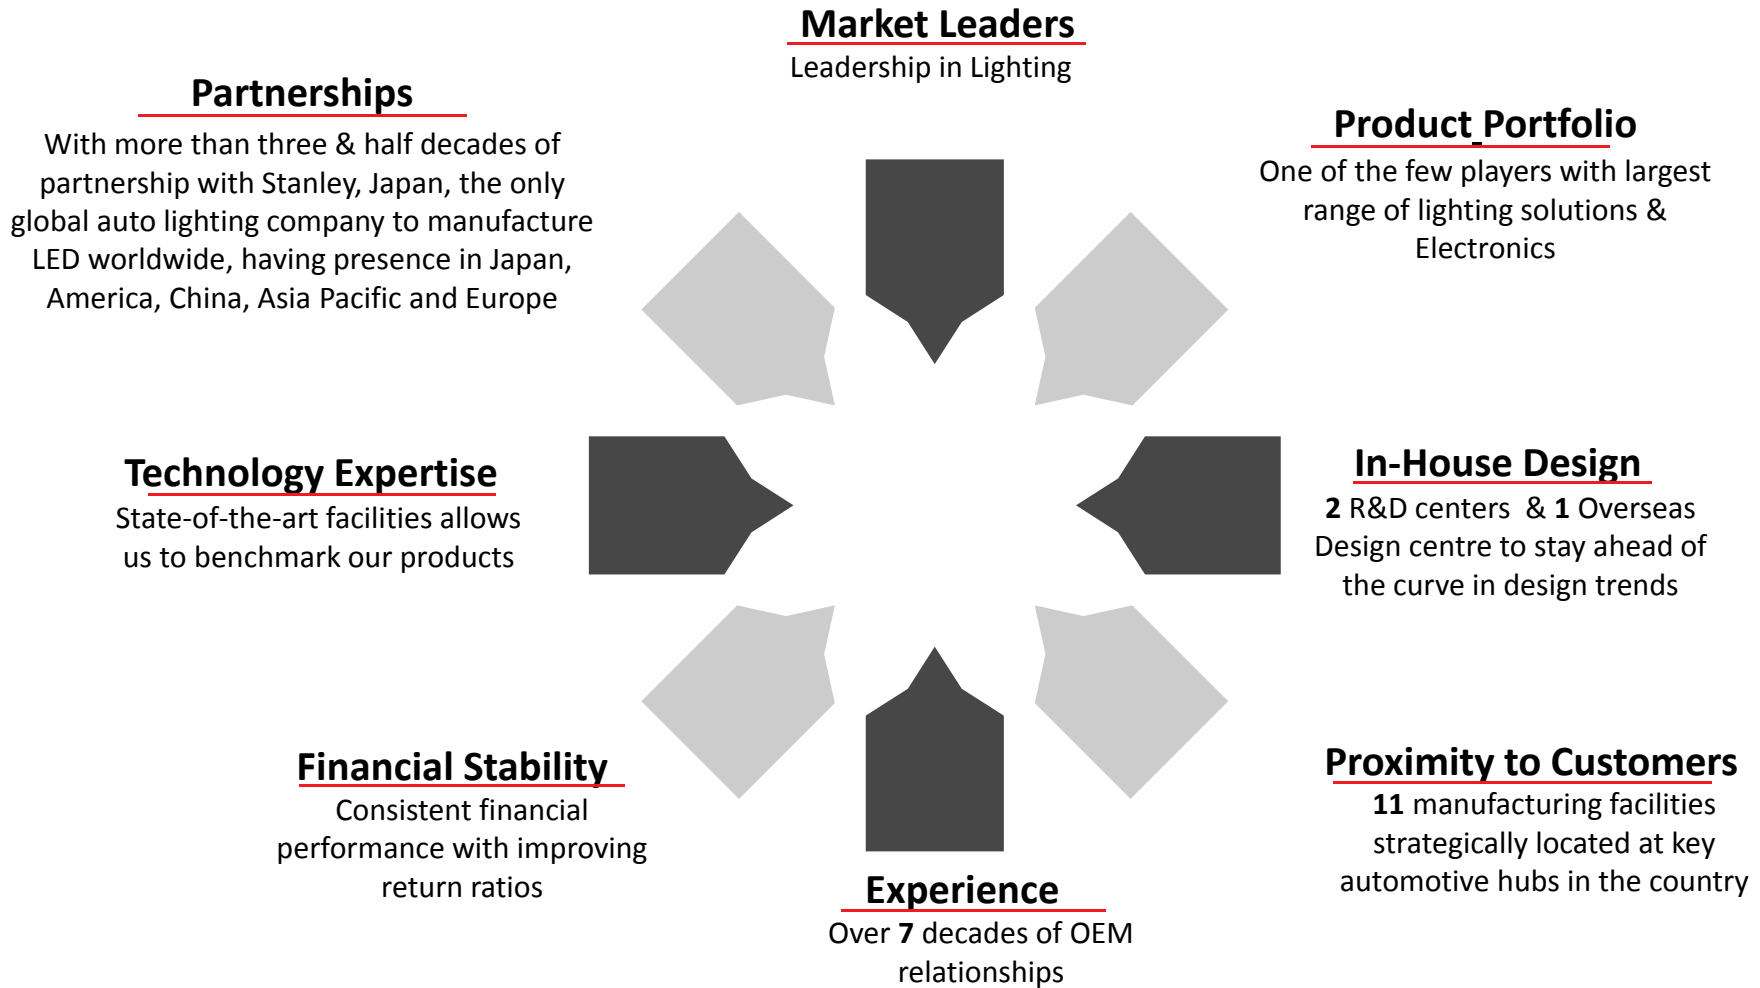 Market Leaders
Leadership in Lighting
Partnerships
With more than three & half decades of
partnership with Stanley, Japan, the only
global auto lighting company to manufacture
LED worldwide, having presence in Japan,
America, China, Asia Pacific and Europe
Product Portfolio
One of the few players with largest
range of lighting solutions &
Electronics
Technology Expertise
State-of-the-art facilities allows
us to benchmark our products
In-House Design
2 R&D centers & 1 Overseas
Design centre to stay ahead of
the curve in design trends
Financial Stability
Consistent financial
performance with improving
return ratios
Proximity to Customers
11 manufacturing facilities
strategically located at key
automotive hubs in the country
Experience
Over 7 decades of OEM
relationships